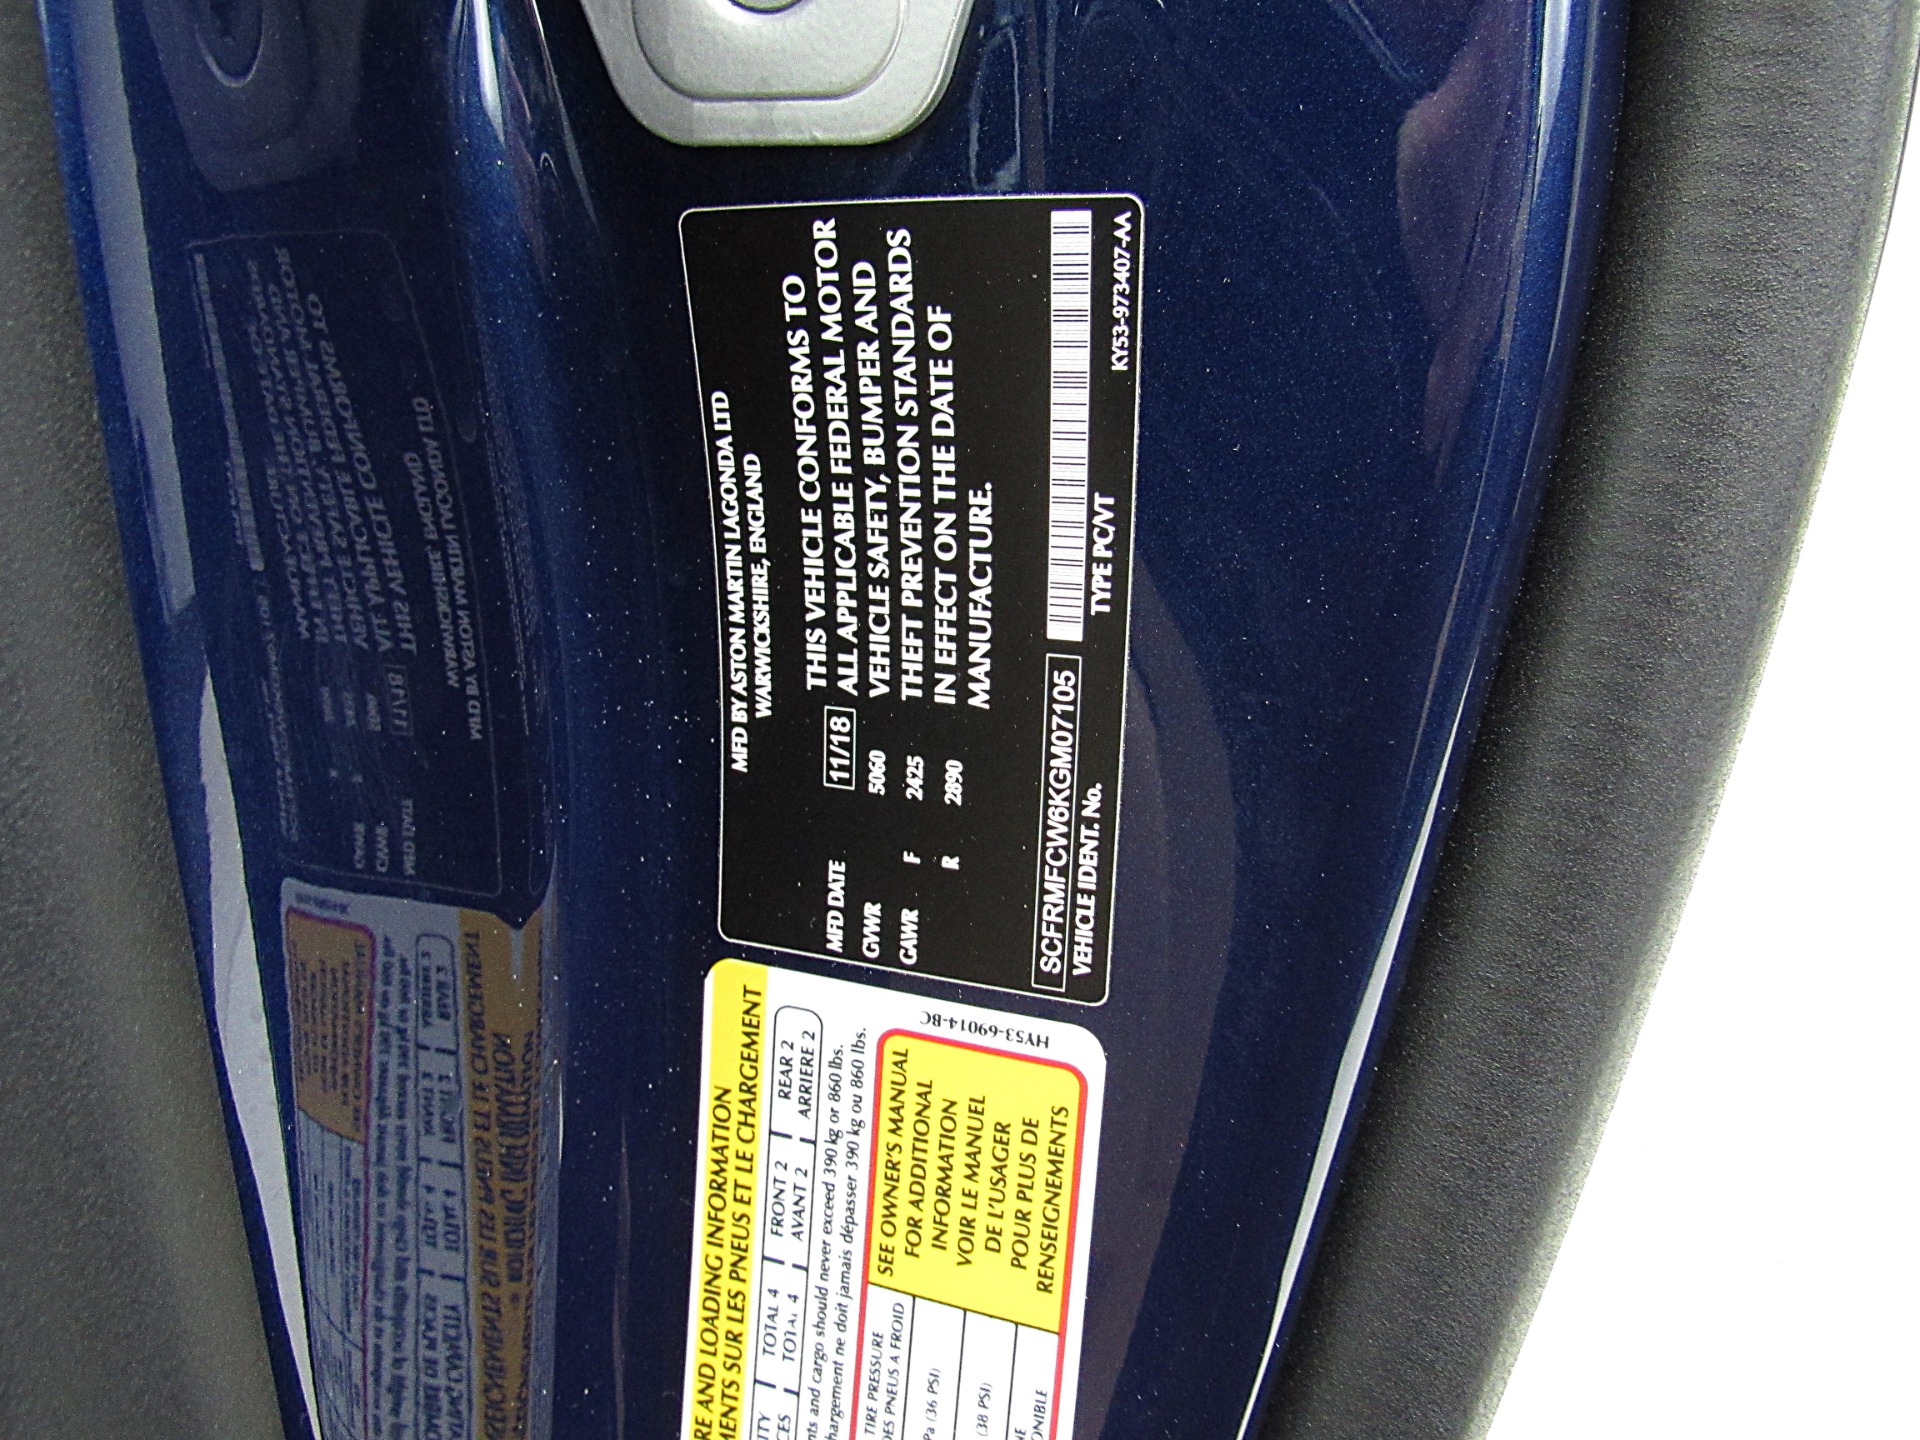 MFD BY ASTON MARTIN LAGONDA LTD
WARWICKSHIRE, ENGLAND
MFD DATE 11/18
GVWR 5060
GAWR F 2425
R 2890
THIS VEHICLE CONFORMS TO
ALL APPLICABLE FEDERAL MOTOR
VEHICLE SAFETY, BUMPER AND
THEFT PREVENTION STANDARDS
IN EFFECT ON THE DATE OF
MANUFACTURE.
SCFRMFCW6KGM07105
VEHICLE IDENT. No.
TYPE PC/VT
KY53-973407-AA
AND LOADING INFORMATION
SUR LES PNEUS ET LE CHARGEMENT
TOTAL 4 FRONT 2 REAR 2
TOTAL 4 AVANT 2 ARRIERE 2
and cargo should never exceed 390 kg or 860 lbs.
ne doit jamais dépasser 390 kg ou 860 lbs.
HY53-69014-BC
TIRE PRESSURE
DES PNEUS A FROID
(36 PSI)
(38 PSI)
SEE OWNER'S MANUAL
FOR ADDITIONAL
INFORMATION
VOIR LE MANUEL
DE L'USAGER
POUR PLUS DE
RENSEIGNEMENTS